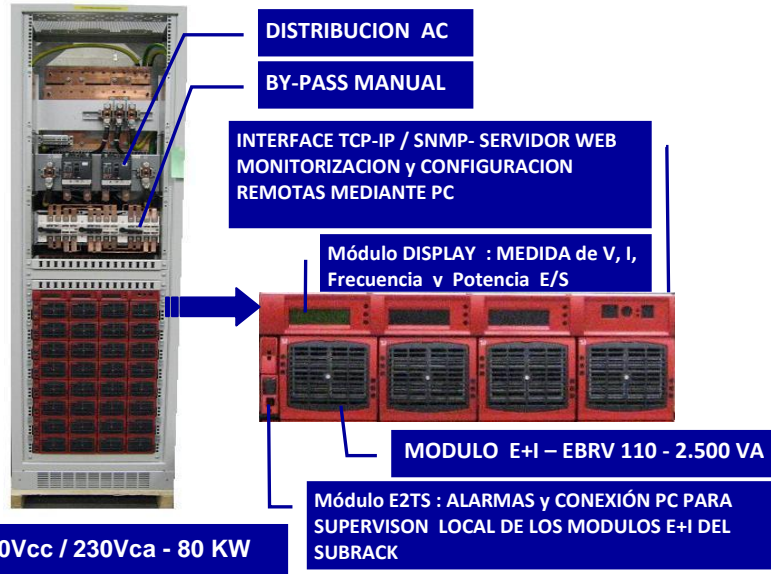 DISTRIBUCION AC
BY-PASS MANUAL
INTERFACE TCP-IP / SNMP- SERVIDOR WEB
MONITORIZACION y CONFIGURACION
REMOTAS MEDIANTE PC
Módulo DISPLAY : MEDIDA de V, I,
Frecuencia y Potencia E/S
MODULO E+I – EBRV 110 - 2.500 VA
Módulo E2TS : ALARMAS y CONEXIÓN PC PARA
SUPERVISON LOCAL DE LOS MODULOS E+I DEL
SUBRACK
0Vcc / 230Vca - 80 KW